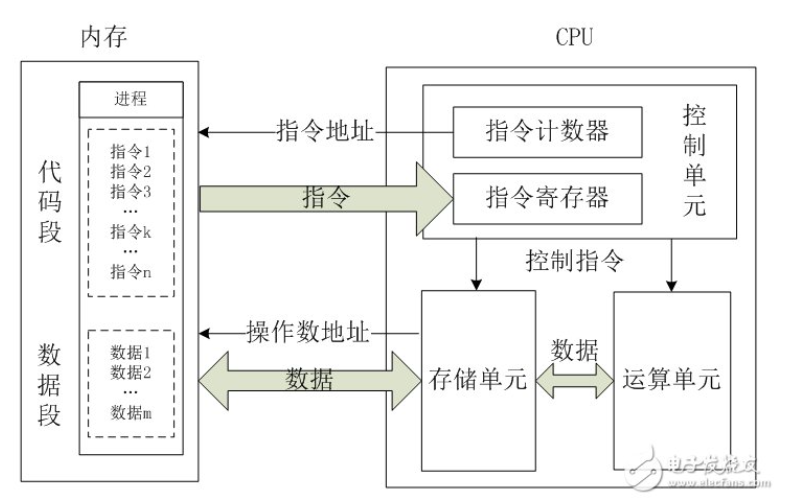 内存
CPU
进程
代码段
指令1
指令2
指令3
...
指令k
...
指令n
数据段
数据1
数据2
...
数据m
指令地址
指令
操作数地址
数据
指令计数器
指令寄存器
控制单元
控制指令
存储单元
数据
运算单元
电子发烧友
www.elecfans.com